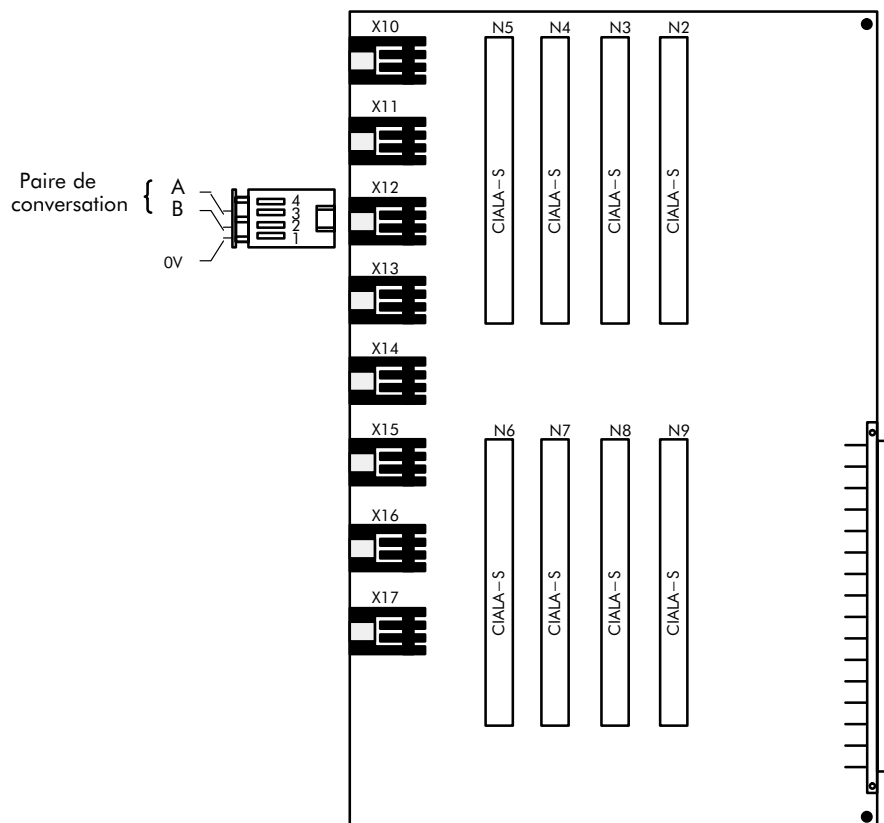 X10
N5 N4 N3 N2
X11
Paire de
conversation
{ A
B
0V
4
3
2
1
X12
CIALA–S CIALA–S CIALA–S CIALA–S
X13
X14
X15
N6 N7 N8 N9
X16
X17
CIALA–S CIALA–S CIALA–S CIALA–S